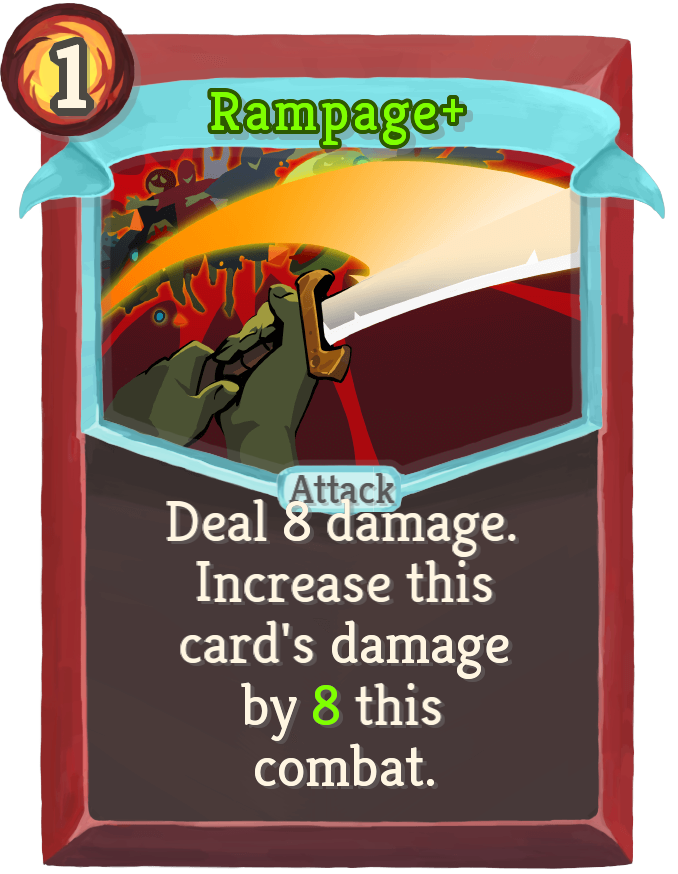 1
Rampage+
Attack
Deal 8 damage.
Increase this
card's damage
by 8 this
combat.